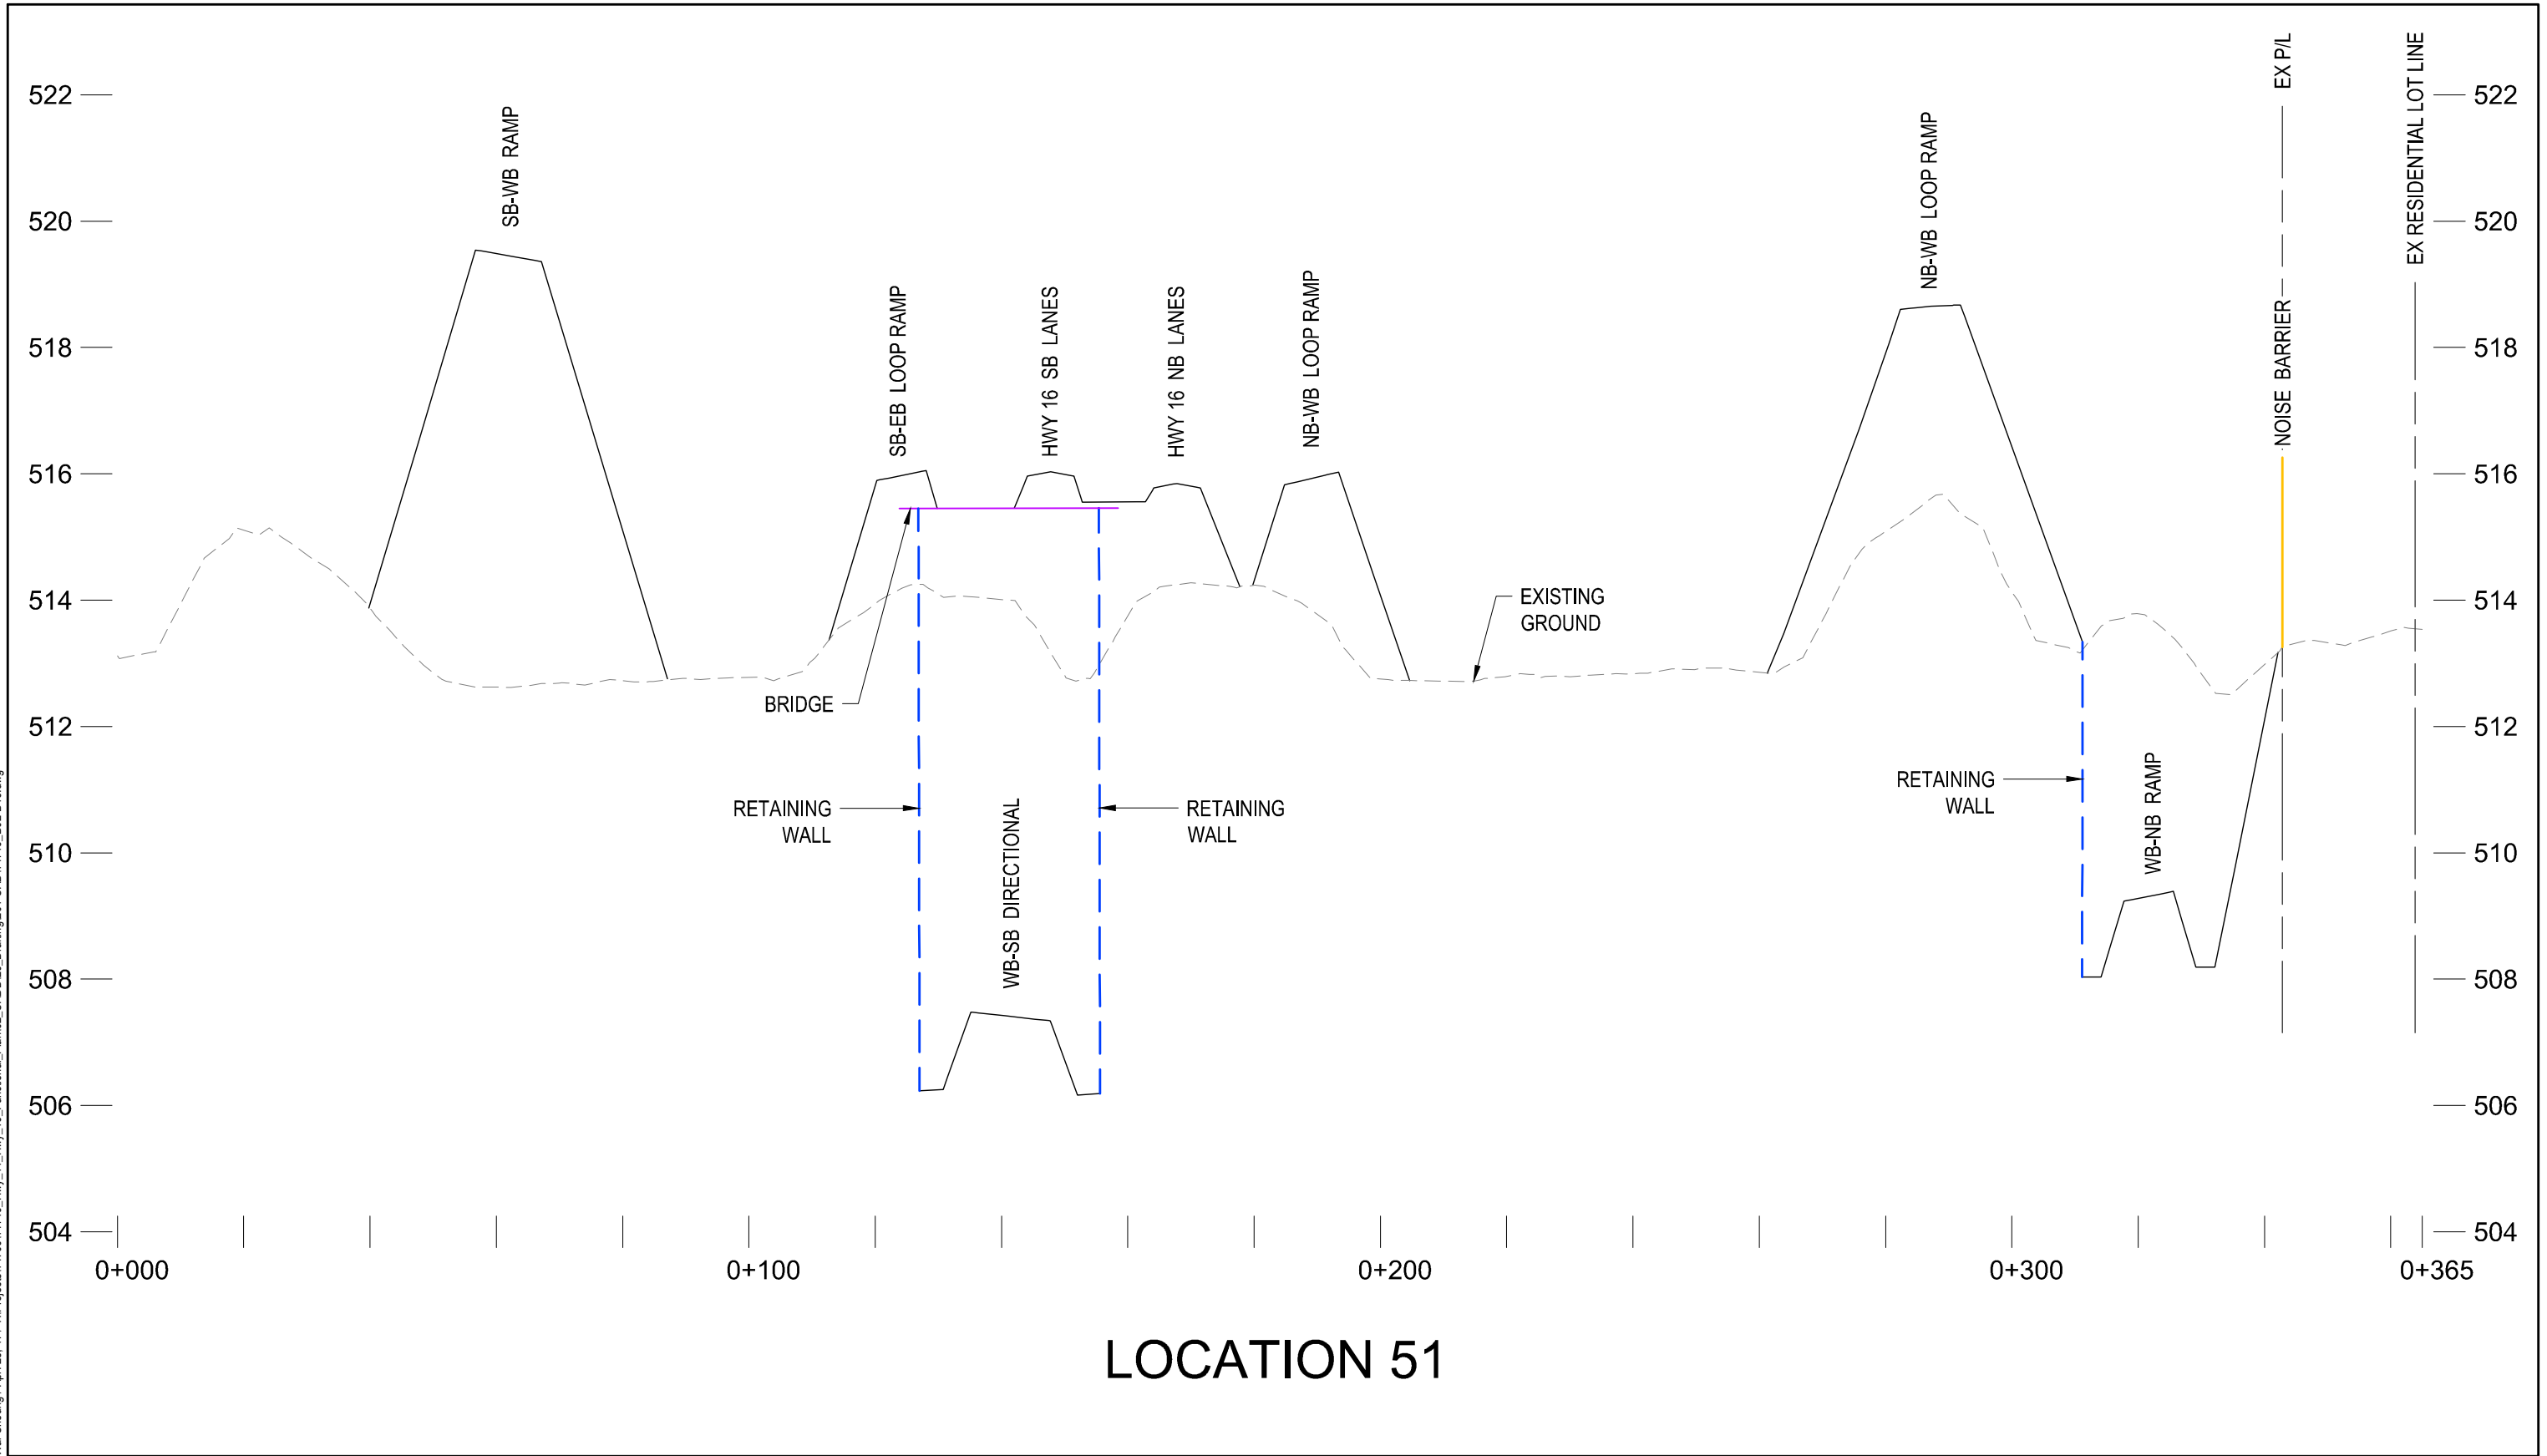 EX P/L
EX RESIDENTIAL LOT LINE
522
522
SB-WB RAMP
NB-WB LOOP RAMP
520
520
SB-EB LOOP RAMP
HWY 16 SB LANES
HWY 16 NB LANES
NB-WB LOOP RAMP
NOISE BARRIER
518
518
516
516
514
514
EXISTING
GROUND
BRIDGE
512
512
RETAINING
WALL
WB-SB DIRECTIONAL
RETAINING
WALL
RETAINING
WALL
WB-NB RAMP
510
510
508
508
506
506
504
504
0+000
0+100
0+200
0+300
0+365
LOCATION 51